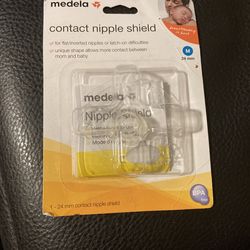 medela
contact nipple shield
• for flat/inverted nipples or latch-on difficulties
• unique shape allows more contact between
mom and baby
M
24 mm
medela
Nipple shield
BPA
1 - 24 mm contact nipple shield